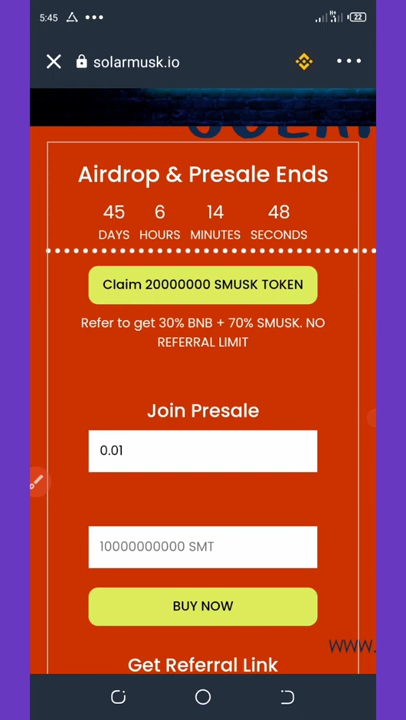 5:45
22
solarmusk.io
Airdrop & Presale Ends
45 6 14 48
DAYS HOURS MINUTES SECONDS
Claim 20000000 SMUSK TOKEN
Refer to get 30% BNB + 70% SMUSK. NO
REFERRAL LIMIT
Join Presale
0.01
10000000000 SMT
BUY NOW
www.
Get Referral Link